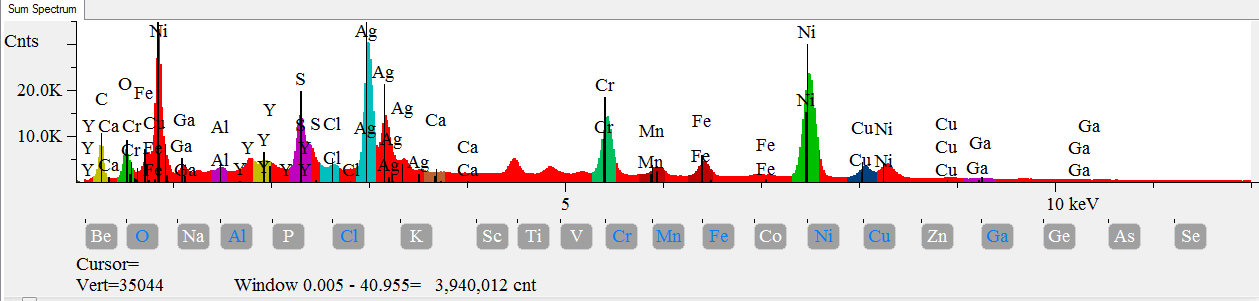 Sum Spectrum
Cnts
20.0K
10.0K
Ni Ag Ag Ni
C O Fe S Cr
Y Ca Cr Cu Ga Al Y S S Cl Ag Ag Ca Cr Mn Fe Fe Ni Cu Ni Cu Ga Ga
Y Cr Fe Ga Y Y Y Cl Ag Ca Mn Fe Fe Cu Ni Cu Ga Ga
Y Ca Fe Ga Al Y Y Y Cl Ag Ag Ca Cu Ga
5 10 keV
Be O Na Al P Cl K Sc Ti V Cr Mn Fe Co Ni Cu Zn Ga Ge As Se
Cursor=
Vert=35044 Window 0.005 - 40.955= 3,940,012 cnt